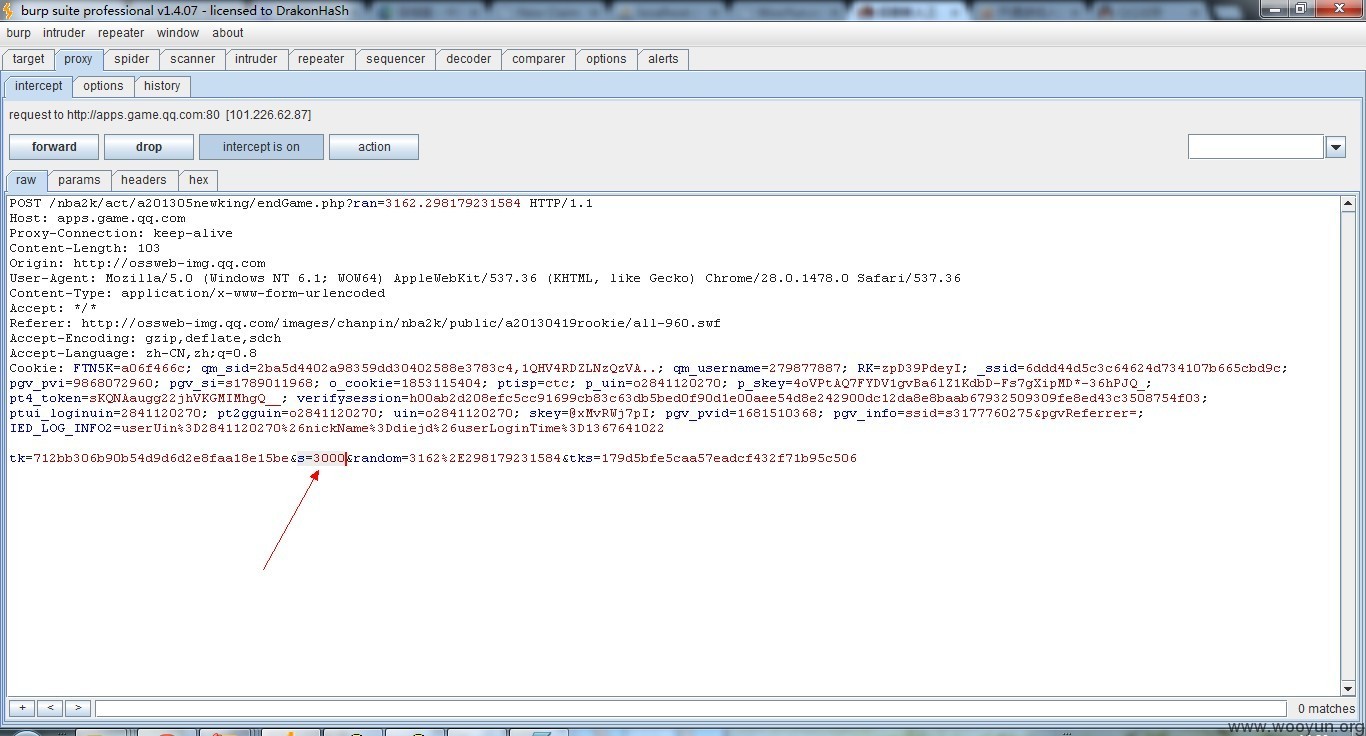 burp suite professional v1.4.07 - licensed to DrakonHaSh
burp intruder repeater window about
target proxy spider scanner intruder repeater sequencer decoder comparer options alerts
intercept options history
request to http://apps.game.qq.com:80 [101.226.62.87]
forward drop intercept is on action
raw params headers hex
POST /nba2k/act/a201305newking/endGame.php?ran=3162.298179231584 HTTP/1.1
Host: apps.game.qq.com
Proxy-Connection: keep-alive
Content-Length: 103
Origin: http://ossweb-img.qq.com
User-Agent: Mozilla/5.0 (Windows NT 6.1; WOW64) AppleWebKit/537.36 (KHTML, like Gecko) Chrome/28.0.1478.0 Safari/537.36
Content-Type: application/x-www-form-urlencoded
Accept: */*
Referer: http://ossweb-img.qq.com/images/chanpin/nba2k/public/a20130419rookie/all-960.swf
Accept-Encoding: gzip,deflate,sdch
Accept-Language: zh-CN,zh;q=0.8
Cookie: FTN5K=a06f466c; qm_sid=2ba5d4402a98359dd30402588e3783c4,1QHV4RDZLNzQzVA..; qm_username=279877887; RK=zpD39PdeyI; _ssid=6ddd44d5c3c64624d734107b665cbd9c;
pgv_pvi=9868072960; pgv_si=s1789011968; o_cookie=1853115404; ptisp=ctc; p_uin=o2841120270; p_skey=4oVPtAQ7FYDV1gvBa6lZ1KdbD-Fs7gXipMD*-36hPJQ_;
pt4_token=sKQNAaugg22jhVKGMIMhgQ__; verifysession=h00ab2d208efc5cc91699cb83c63db5bed0f90d1e00aee54d8e242900dc12da8e8baab67932509309fe8ed43c3508754f03;
ptui_loginuin=2841120270; pt2gguin=o2841120270; uin=o2841120270; skey=@xMvRWj7pI; pgv_pvid=1681510368; pgv_info=ssid=s3177760275&pgvReferrer=;
IED_LOG_INFO2=userUin%3D2841120270%26nickName%3Ddiejd%26userLoginTime%3D1367641022
tk=712bb306b90b54d9d6d2e8faa18e15be&s=3000&random=3162%2E298179231584&tks=179d5bfe5caa57eadcf432f71b95c506
+ < > 0 matches
www.wooyun.org